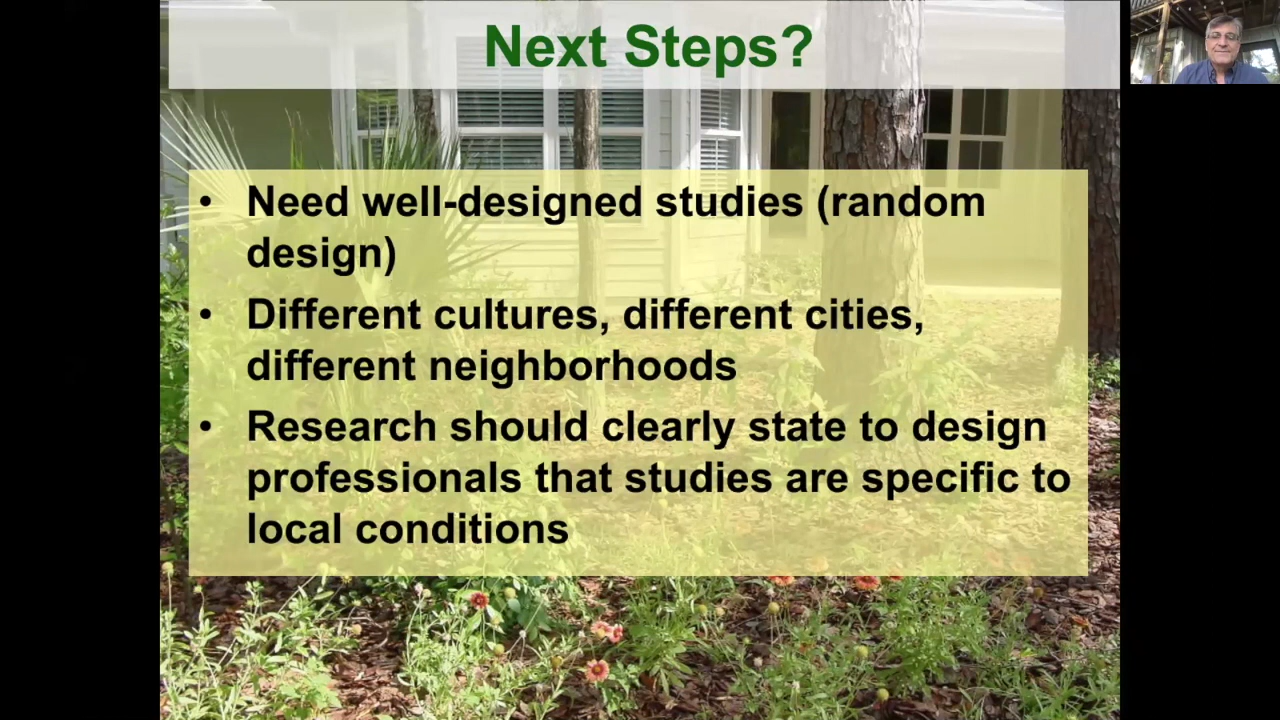 Next Steps?
• Need well-designed studies (random
design)
• Different cultures, different cities,
different neighborhoods
• Research should clearly state to design
professionals that studies are specific to
local conditions